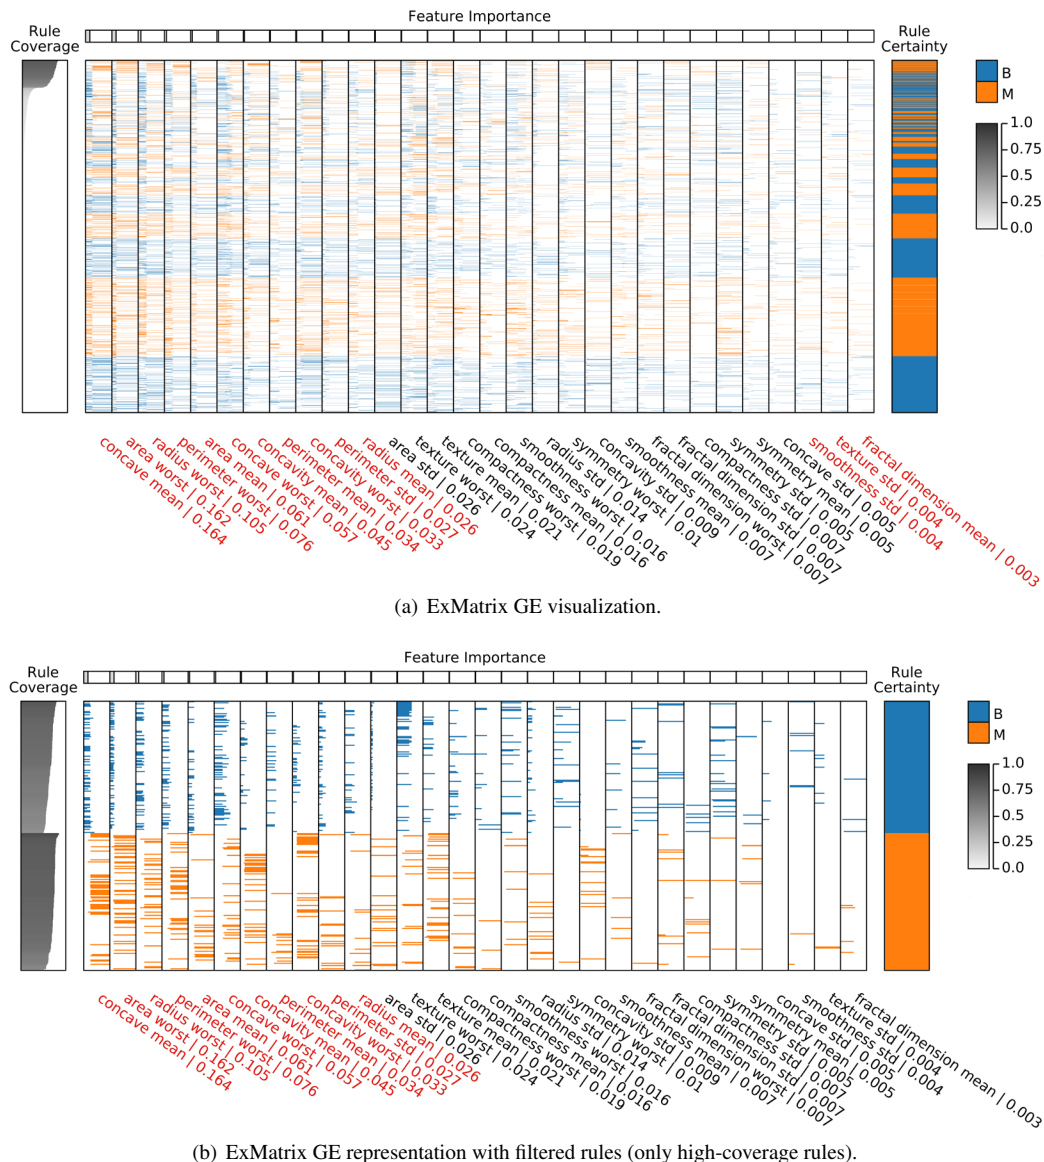 Feature Importance
Rule
Coverage
Rule
Certainty
B
M
1.0
0.75
0.5
0.25
0.0
concave mean | 0.164
area worst | 0.162
radius worst | 0.105
perimeter worst | 0.076
area mean | 0.061
concave worst | 0.057
concavity mean | 0.045
perimeter mean | 0.034
concavity worst | 0.033
perimeter std | 0.027
radius mean | 0.026
area std | 0.026
texture worst | 0.024
texture mean | 0.021
compactness worst | 0.019
compactness mean | 0.016
smoothness worst | 0.016
radius std | 0.014
symmetry worst | 0.01
concavity std | 0.009
smoothness mean | 0.007
fractal dimension worst | 0.007
fractal dimension std | 0.007
compactness std | 0.007
symmetry std | 0.005
symmetry mean | 0.005
concave std | 0.005
smoothness std | 0.004
texture std | 0.004
fractal dimension mean | 0.003
(a) ExMatrix GE visualization.
Feature Importance
Rule
Coverage
Rule
Certainty
B
M
1.0
0.75
0.5
0.25
0.0
concave mean | 0.164
area worst | 0.162
radius worst | 0.105
perimeter worst | 0.076
area mean | 0.061
concave worst | 0.057
concavity mean | 0.045
perimeter mean | 0.034
concavity worst | 0.033
perimeter std | 0.027
radius mean | 0.026
area std | 0.026
texture worst | 0.024
texture mean | 0.021
compactness worst | 0.019
compactness mean | 0.016
smoothness worst | 0.016
radius std | 0.014
symmetry worst | 0.01
concavity std | 0.009
smoothness mean | 0.007
fractal dimension worst | 0.007
fractal dimension std | 0.007
compactness std | 0.007
symmetry std | 0.005
symmetry mean | 0.005
concave std | 0.005
smoothness std | 0.004
texture std | 0.004
fractal dimension mean | 0.003
(b) ExMatrix GE representation with filtered rules (only high-coverage rules).